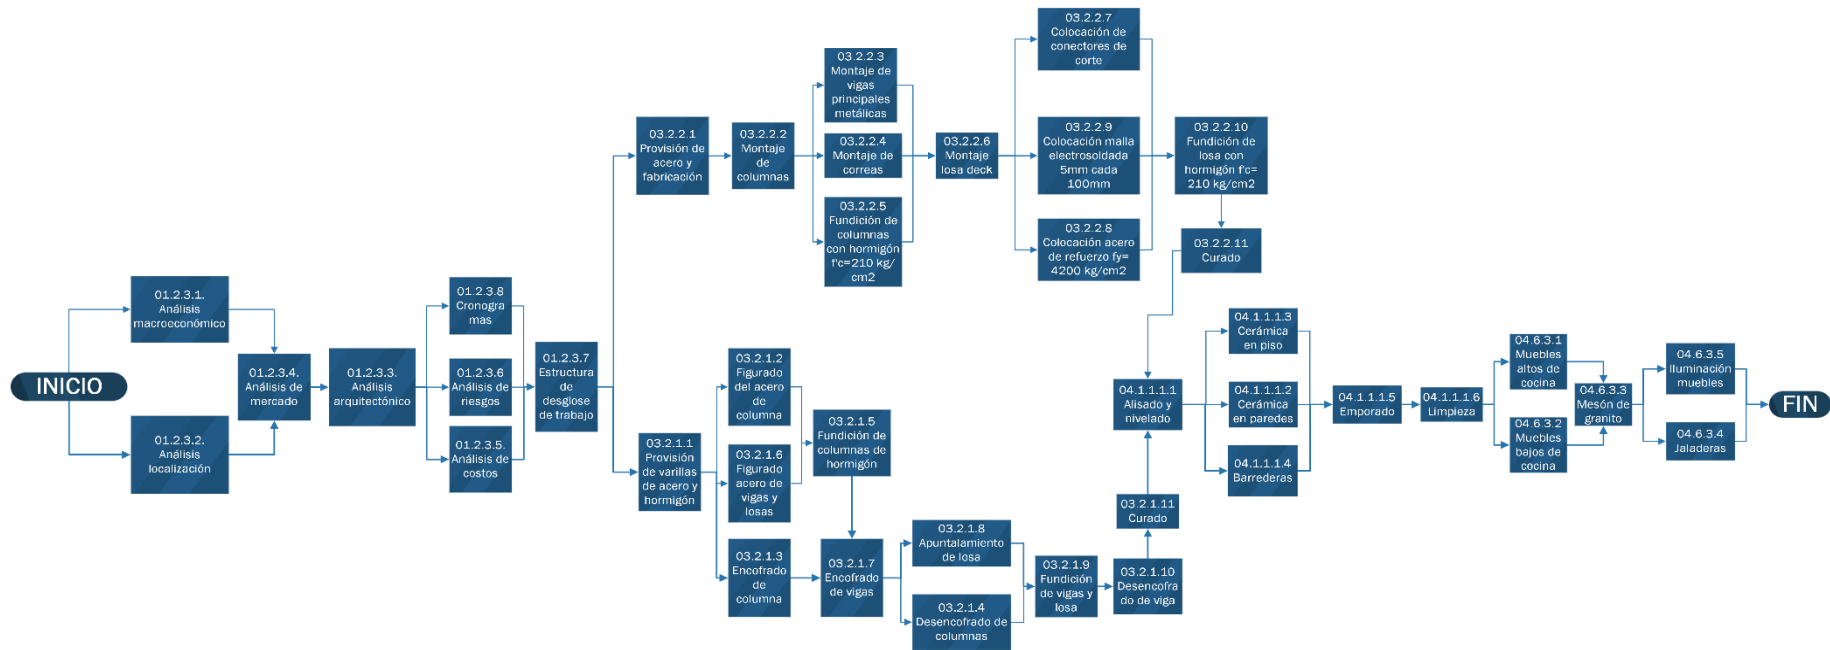 INICIO
01.2.3.1.
Análisis
macroeconómico
01.2.3.2.
Análisis
localización
01.2.3.4.
Análisis de
mercado
01.2.3.3.
Análisis
arquitectónico
01.2.3.8
Cronogra
mas
01.2.3.6
Análisis de
riesgos
01.2.3.5.
Análisis de
costos
01.2.3.7
Estructura
de
desglose
de trabajo
03.2.2.1
Provisión de
acero y
fabricación
03.2.2.2
Montaje
de
columnas
03.2.2.3
Montaje de
vigas
principales
metálicas
03.2.2.4
Montaje de
correas
03.2.2.5
Fundición de
columnas
con hormigón
f'c=210 kg/
cm2
03.2.2.6
Montaje
losa deck
03.2.2.7
Colocación de
conectores de
corte
03.2.2.9
Colocación malla
electrosoldada
5mm cada
100mm
03.2.2.8
Colocación acero
de refuerzo fy=
4200 kg/cm2
03.2.2.10
Fundición de
losa con
hormigón f'c=
210 kg/cm2
03.2.2.11
Curado
03.2.1.1
Provisión
de varillas
de acero y
hormigón
03.2.1.2
Figurado
del acero
de
columna
03.2.1.6
Figurado
acero de
vigas y
losas
03.2.1.3
Encofrado
de
columna
03.2.1.5
Fundición de
columnas de
hormigón
03.2.1.7
Encofrado
de vigas
03.2.1.8
Apuntalamiento
de losa
03.2.1.4
Desencofrado de
columnas
03.2.1.9
Fundición
de vigas y
losa
03.2.1.10
Desencofra
do de viga
03.2.1.11
Curado
04.1.1.1.1
Alisado y
nivelado
04.1.1.1.3
Cerámica
en piso
04.1.1.1.2
Cerámica
en paredes
04.1.1.1.4
Barrederas
04.1.1.1.5
Emporado
04.1.1.1.6
Limpieza
04.6.3.1
Muebles
altos de
cocina
04.6.3.2
Muebles
bajos de
cocina
04.6.3.3
Mesón de
granito
04.6.3.5
Iluminación
muebles
04.6.3.4
Jaladeras
FIN